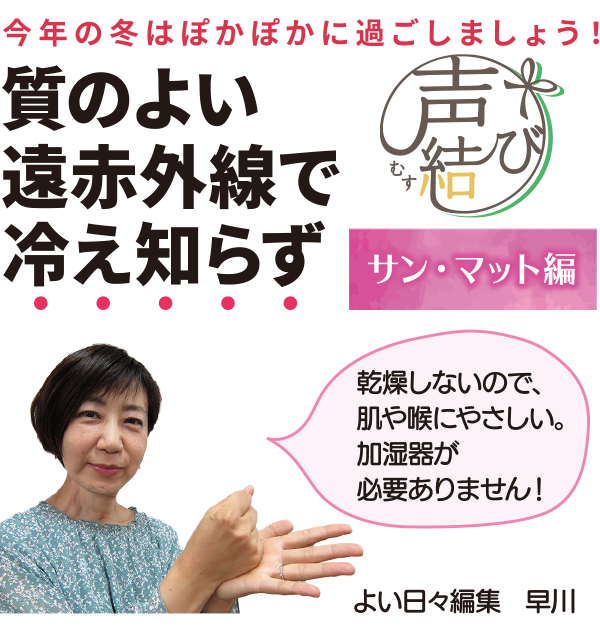 今年の冬はぽかぽかに過ごしましょう！
質のよい
遠赤外線で
冷え知らず
声
結び
むす
サン・マット編
乾燥しないので、
肌や喉にやさしい。
加湿器が
必要ありません！
よい日々編集　早川